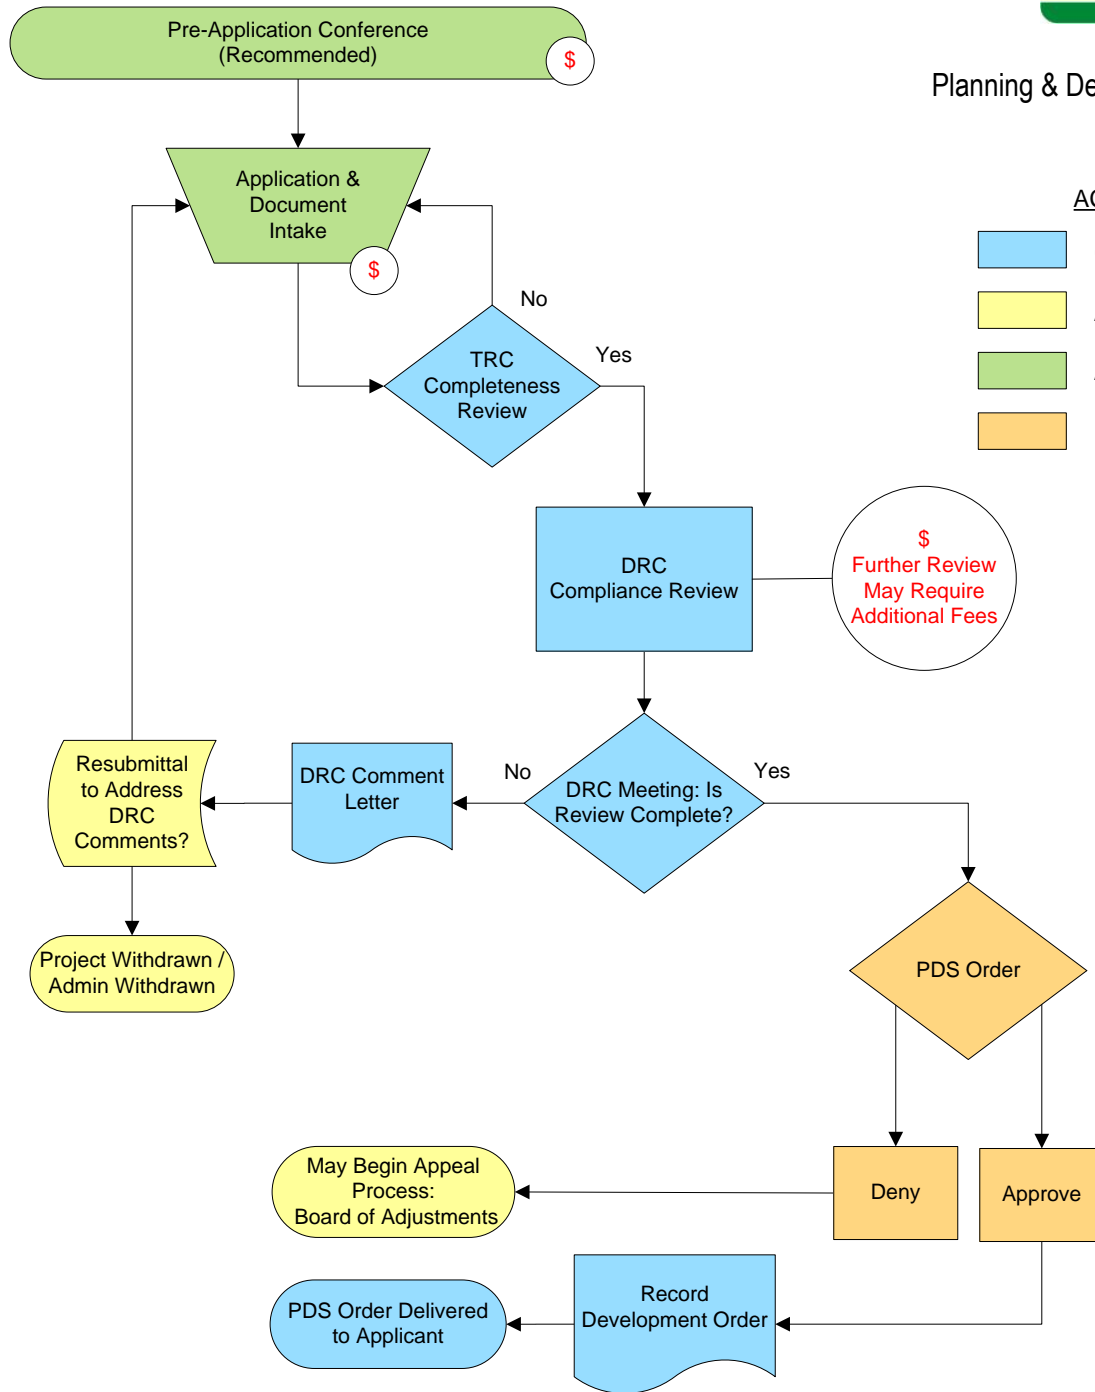 Pre-Application Conference
(Recommended)
$
Planning & De
Application &
Document
Intake
$
No
TRC
Completeness
Review
Yes
DRC
Compliance Review
$
Further Review
May Require
Additional Fees
Resubmittal
to Address
DRC
Comments?
DRC Comment
Letter
No
DRC Meeting: Is
Review Complete?
Yes
Project Withdrawn /
Admin Withdrawn
PDS Order
May Begin Appeal
Process:
Board of Adjustments
Deny
Approve
PDS Order Delivered
to Applicant
Record
Development Order